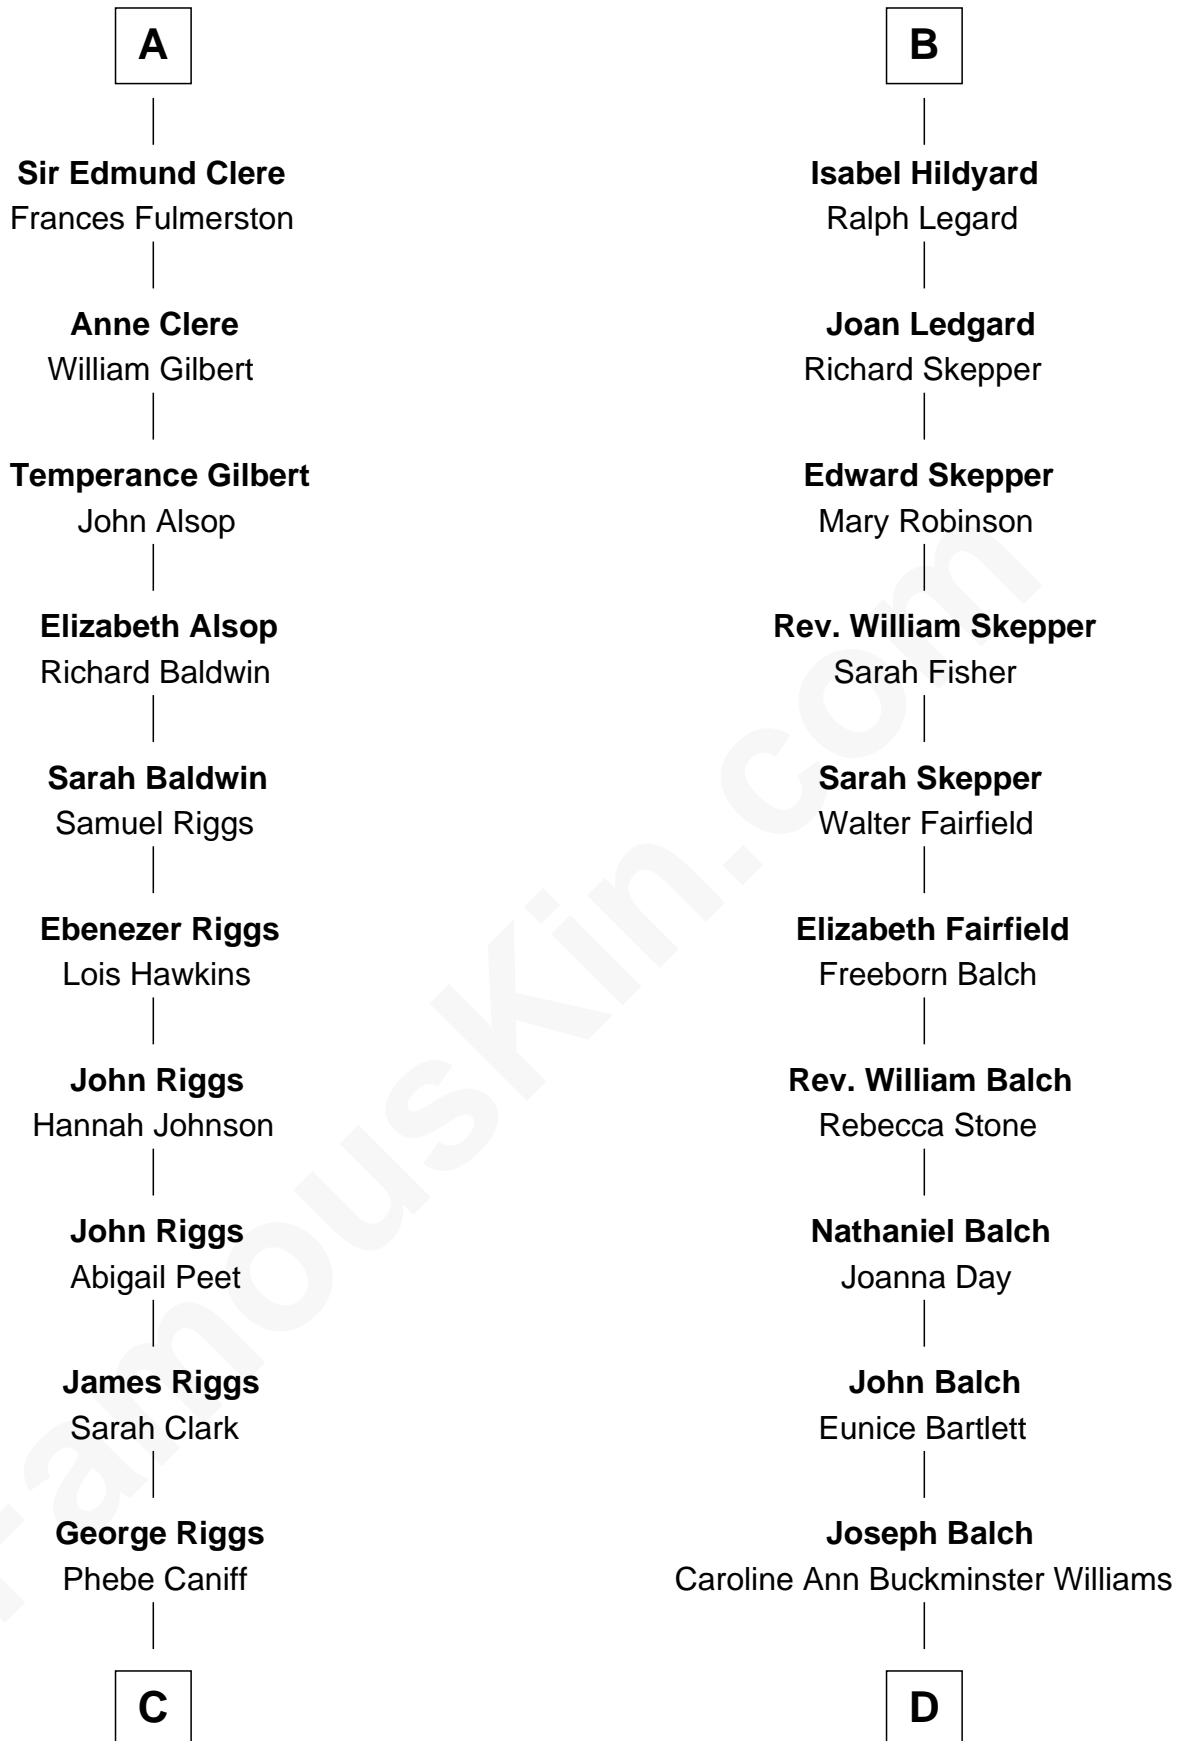 A
Sir Edmund Clere
Frances Fulmerston
Anne Clere
William Gilbert
Temperance Gilbert
John Alsop
Elizabeth Alsop
Richard Baldwin
Sarah Baldwin
Samuel Riggs
Ebenezer Riggs
Lois Hawkins
John Riggs
Hannah Johnson
John Riggs
Abigail Peet
James Riggs
Sarah Clark
George Riggs
Phebe Caniff
C
B
Isabel Hildyard
Ralph Legard
Joan Ledgard
Richard Skepper
Edward Skepper
Mary Robinson
Rev. William Skepper
Sarah Fisher
Sarah Skepper
Walter Fairfield
Elizabeth Fairfield
Freeborn Balch
Rev. William Balch
Rebecca Stone
Nathaniel Balch
Joanna Day
John Balch
Eunice Bartlett
Joseph Balch
Caroline Ann Buckminster Williams
D
FamousKin.com